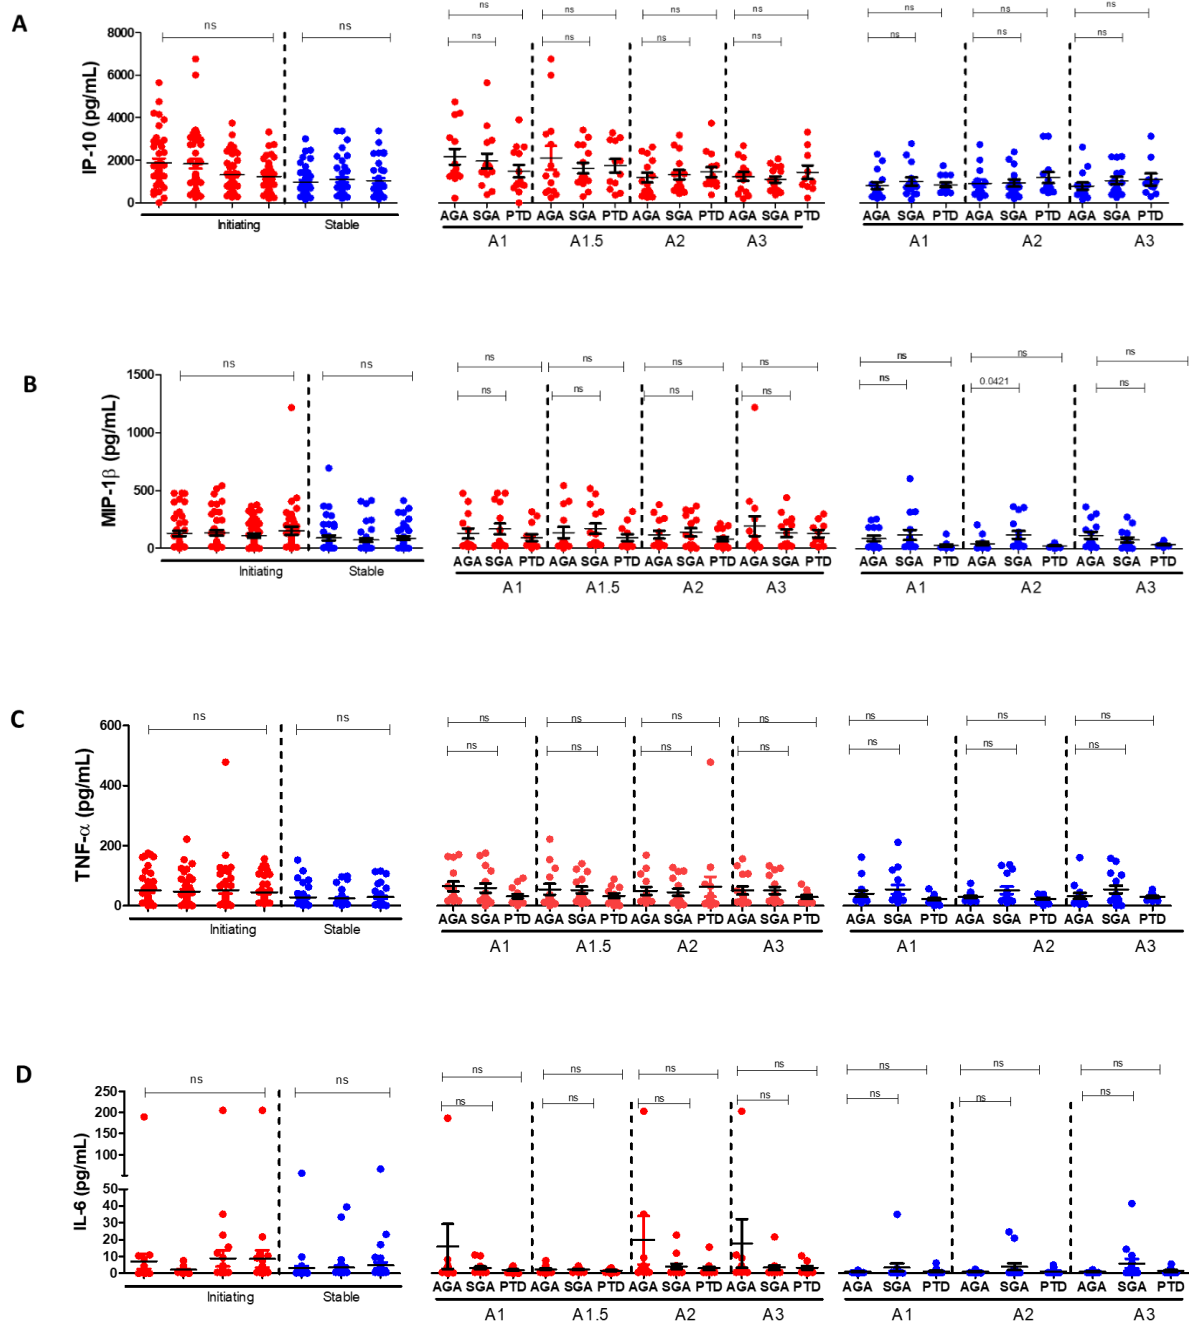 A
ns ns ns ns ns ns ns ns ns
ns ns ns ns ns ns ns
IP-10 (pg/mL)
8000
6000
4000
2000
0
AGA SGA PTD AGA SGA PTD AGA SGA PTD AGA SGA PTD AGA SGA PTD AGA SGA PTD AGA SGA PTD
Initiating Stable A1 A1.5 A2 A3 A1 A2 A3
B
ns ns ns ns ns ns ns ns ns
ns ns ns ns ns 0.0421 ns
MIP-1β (pg/mL)
1500
1000
500
0
AGA SGA PTD AGA SGA PTD AGA SGA PTD AGA SGA PTD AGA SGA PTD AGA SGA PTD AGA SGA PTD
Initiating Stable A1 A1.5 A2 A3 A1 A2 A3
C
ns ns ns ns ns ns ns ns ns
ns ns ns ns ns ns ns
TNF-α (pg/mL)
600
400
200
0
AGA SGA PTD AGA SGA PTD AGA SGA PTD AGA SGA PTD AGA SGA PTD AGA SGA PTD AGA SGA PTD
Initiating Stable A1 A1.5 A2 A3 A1 A2 A3
D
ns ns ns ns ns ns ns ns ns
ns ns ns ns ns ns ns
IL-6 (pg/mL)
250
200
150
100
50
40
30
20
10
0
AGA SGA PTD AGA SGA PTD AGA SGA PTD AGA SGA PTD AGA SGA PTD AGA SGA PTD AGA SGA PTD
Initiating Stable A1 A1.5 A2 A3 A1 A2 A3